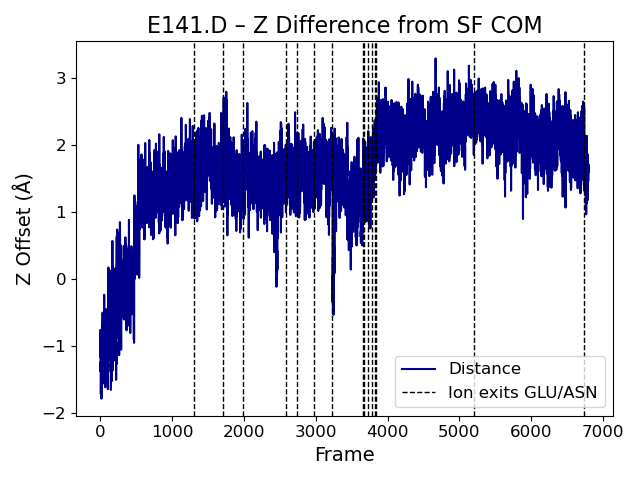 E141.D – Z Difference from SF COM
Z Offset (Å)
3
2
1
0
−1
−2
0 1000 2000 3000 4000 5000 6000 7000
Frame
Distance
Ion exits GLU/ASN